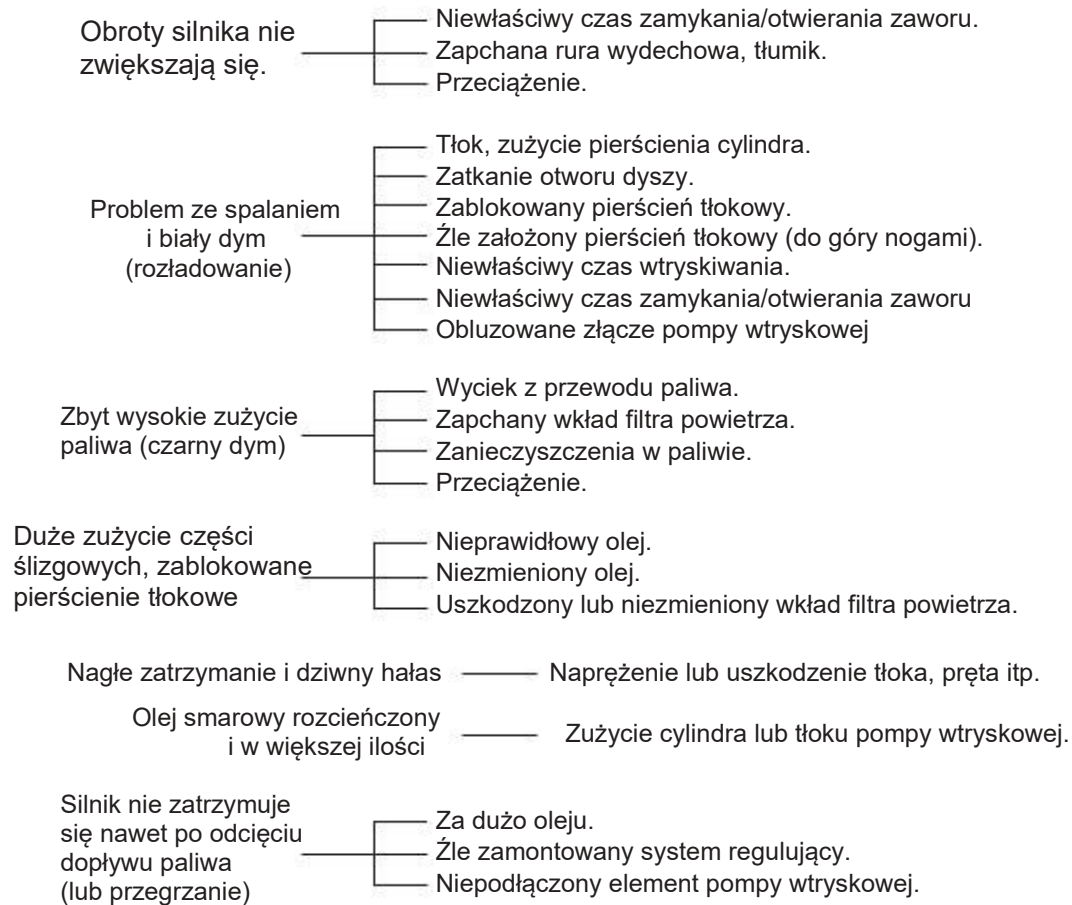 Obroty silnika nie
zwiększają się.
Niewłaściwy czas zamykania/otwierania zaworu.
Zapchana rura wydechowa, tłumik.
Przeciążenie.
Problem ze spalaniem
i biały dym
(rozładowanie)
Tłok, zużycie pierścienia cylindra.
Zatkanie otworu dyszy.
Zablokowany pierścień tłokowy.
Źle założony pierścień tłokowy (do góry nogami).
Niewłaściwy czas wtryskiwania.
Niewłaściwy czas zamykania/otwierania zaworu
Obluzowane złącze pompy wtryskowej
Zbyt wysokie zużycie
paliwa (czarny dym)
Wyciek z przewodu paliwa.
Zapchany wkład filtra powietrza.
Zanieczyszczenia w paliwie.
Przeciążenie.
Duże zużycie części
ślizgowych, zablokowane
pierścienie tłokowe
Nieprawidłowy olej.
Niezmieniony olej.
Uszkodzony lub niezmieniony wkład filtra powietrza.
Nagłe zatrzymanie i dziwny hałas
Naprężenie lub uszkodzenie tłoka, pręta itp.
Olej smarowy rozcieńczony
i w większej ilości
Zużycie cylindra lub tłoku pompy wtryskowej.
Silnik nie zatrzymuje
się nawet po odcięciu
dopływu paliwa
(lub przegrzanie)
Za dużo oleju.
Źle zamontowany system regulujący.
Niepodłączony element pompy wtryskowej.